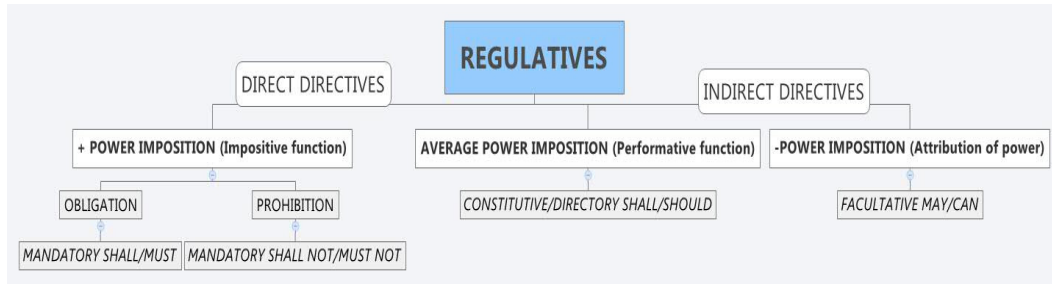 REGULATIVES
DIRECT DIRECTIVES
INDIRECT DIRECTIVES
+ POWER IMPOSITION (Impositive function)
AVERAGE POWER IMPOSITION (Performative function)
-POWER IMPOSITION (Attribution of power)
OBLIGATION
PROHIBITION
CONSTITUTIVE/DIRECTORY SHALL/SHOULD
FACULTATIVE MAY/CAN
MANDATORY SHALL/MUST
MANDATORY SHALL NOT/MUST NOT